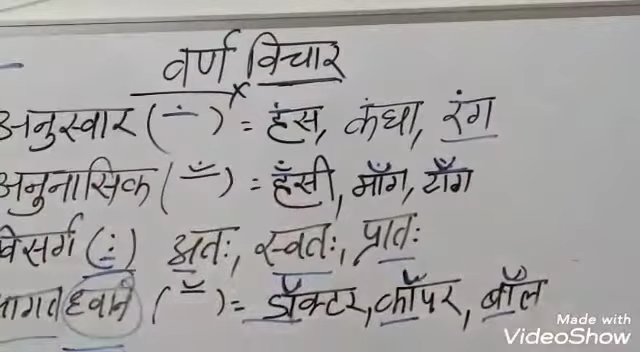 वर्ण विचार
अनुस्वार (ं) = हंस, कंघा, रंग
अनुनासिक (ँ) = हँसी, माँग, टाँग
विसर्ग (ः) अतः, स्वतः, प्रातः
आगत ध्वनि (ॅ) = डॉक्टर, कॉपर, बॉल
Made with
VideoShow